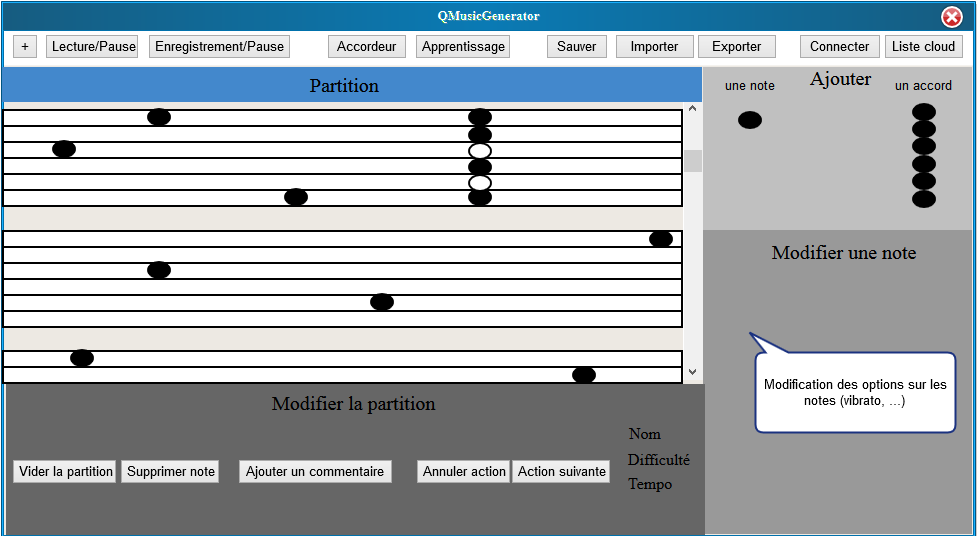 QMusicGenerator
+ Lecture/Pause Enregistrement/Pause Accordeur Apprentissage Sauver Importer Exporter Connecter Liste cloud
Partition
Ajouter
une note un accord
Modifier une note
Modification des options sur les
notes (vibrato, ...)
Modifier la partition
Nom
Difficulté
Tempo
Vider la partition Supprimer note Ajouter un commentaire Annuler action Action suivante